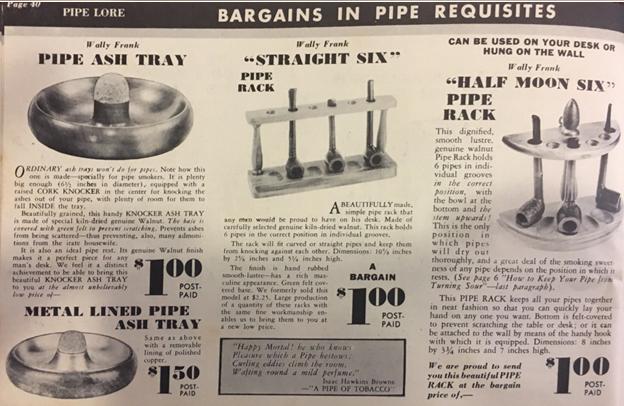 Page 40
PIPE LORE
BARGAINS IN PIPE REQUISITES
Wally Frank
PIPE ASH TRAY
ORDINARY ash trays won't do for pipes. Note how this
one is made—specially for pipe smokers. It is plenty
big enough (6½ inches in diameter), equipped with a
raised CORK KNOCKER in the center for knocking the
ashes out of your pipe, with plenty of room for them to
fall INSIDE the tray.
Beautifully grained, this handy KNOCKER ASH TRAY
is made of special kiln-dried genuine Walnut. The base is
covered with green felt to prevent scratching. Prevents ashes
from being scattered—thus preventing, also, many admoni-
tions from the irate housewife.
It is also an ideal pipe rest. Its genuine Walnut finish
makes it a perfect piece for any
man's desk. We feel it a distinct
achievement to be able to bring this
beautiful KNOCKER ASH TRAY
to you at the almost unbelievably
low price of—
$1.00
POST-
PAID
METAL LINED PIPE
ASH TRAY
Same as above
with a removable
lining of polished
copper.
$1.50
POST-
PAID
Wally Frank
"STRAIGHT SIX"
PIPE
RACK
A BEAUTIFULLY made,
simple pipe rack that
any man would be proud to have on his desk. Made of
carefully selected genuine kiln-dried walnut. This rack holds
6 pipes in the correct position in individual grooves.
The rack will fit curved or straight pipes and keep them
from knocking against each other. Dimensions: 10⅛ inches
by 2⅝ inches and 5¼ inches high.
The finish is hand rubbed
smooth-lustre—has a rich mas-
culine appearance. Green felt cov-
ered base. We formerly sold this
model at $2.25. Large production
of a quantity of these racks with
the same fine workmanship en-
ables us to bring them to you at
a new low price.
A
BARGAIN
$1.00
POST-
PAID
"Happy Mortal! he who knows
Pleasure which a Pipe bestows;
Curling eddies climb the room,
Wafting round a mild perfume."
Isaac Hawkins Browne
—"A PIPE OF TOBACCO"
CAN BE USED ON YOUR DESK OR
HUNG ON THE WALL
Wally Frank
"HALF MOON SIX"
PIPE
RACK
This dignified,
smooth lustre,
genuine walnut
Pipe Rack holds
6 pipes in indi-
vidual grooves
in the correct
position, with
the bowl at the
bottom and the
stem upward!
This is the only
position in
which pipes
will dry out
thoroughly, and a great deal of the smoking sweet-
ness of any pipe depends on the position in which it
rests. (See page 6 "How to Keep Your Pipe from
Turning Sour"—last paragraph).
This PIPE RACK keeps all your pipes together
in neat fashion so that you can quickly lay your
hand on any one you want. Bottom is felt-covered
to prevent scratching the table or desk; or it can
be attached to the wall by means of the handy hook
with which it is equipped. Dimensions: 8 inches
by 3¾ inches and 7 inches high.
We are proud to send
you this beautiful PIPE
RACK at the bargain
price of,—
$1.00
POST-
PAID